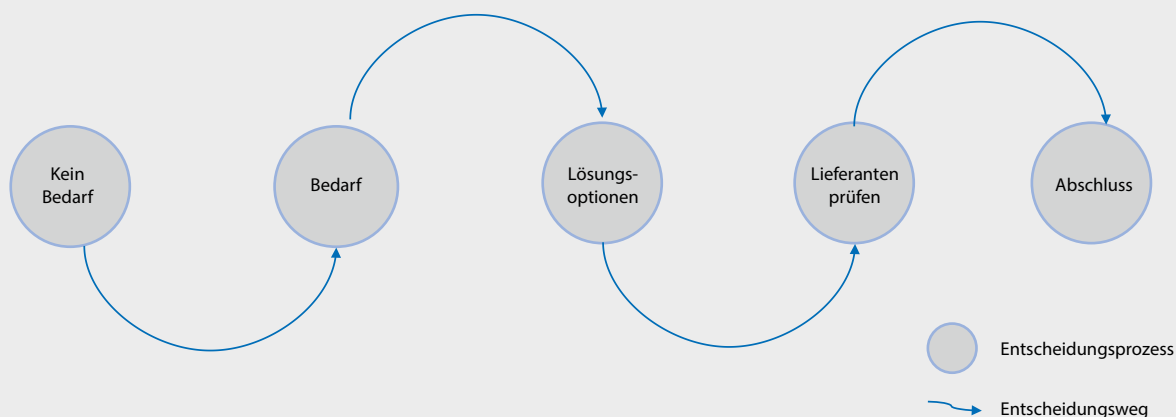 Kein
Bedarf
Bedarf
Lösungs-
optionen
Lieferanten
prüfen
Abschluss
Entscheidungsprozess
Entscheidungsweg